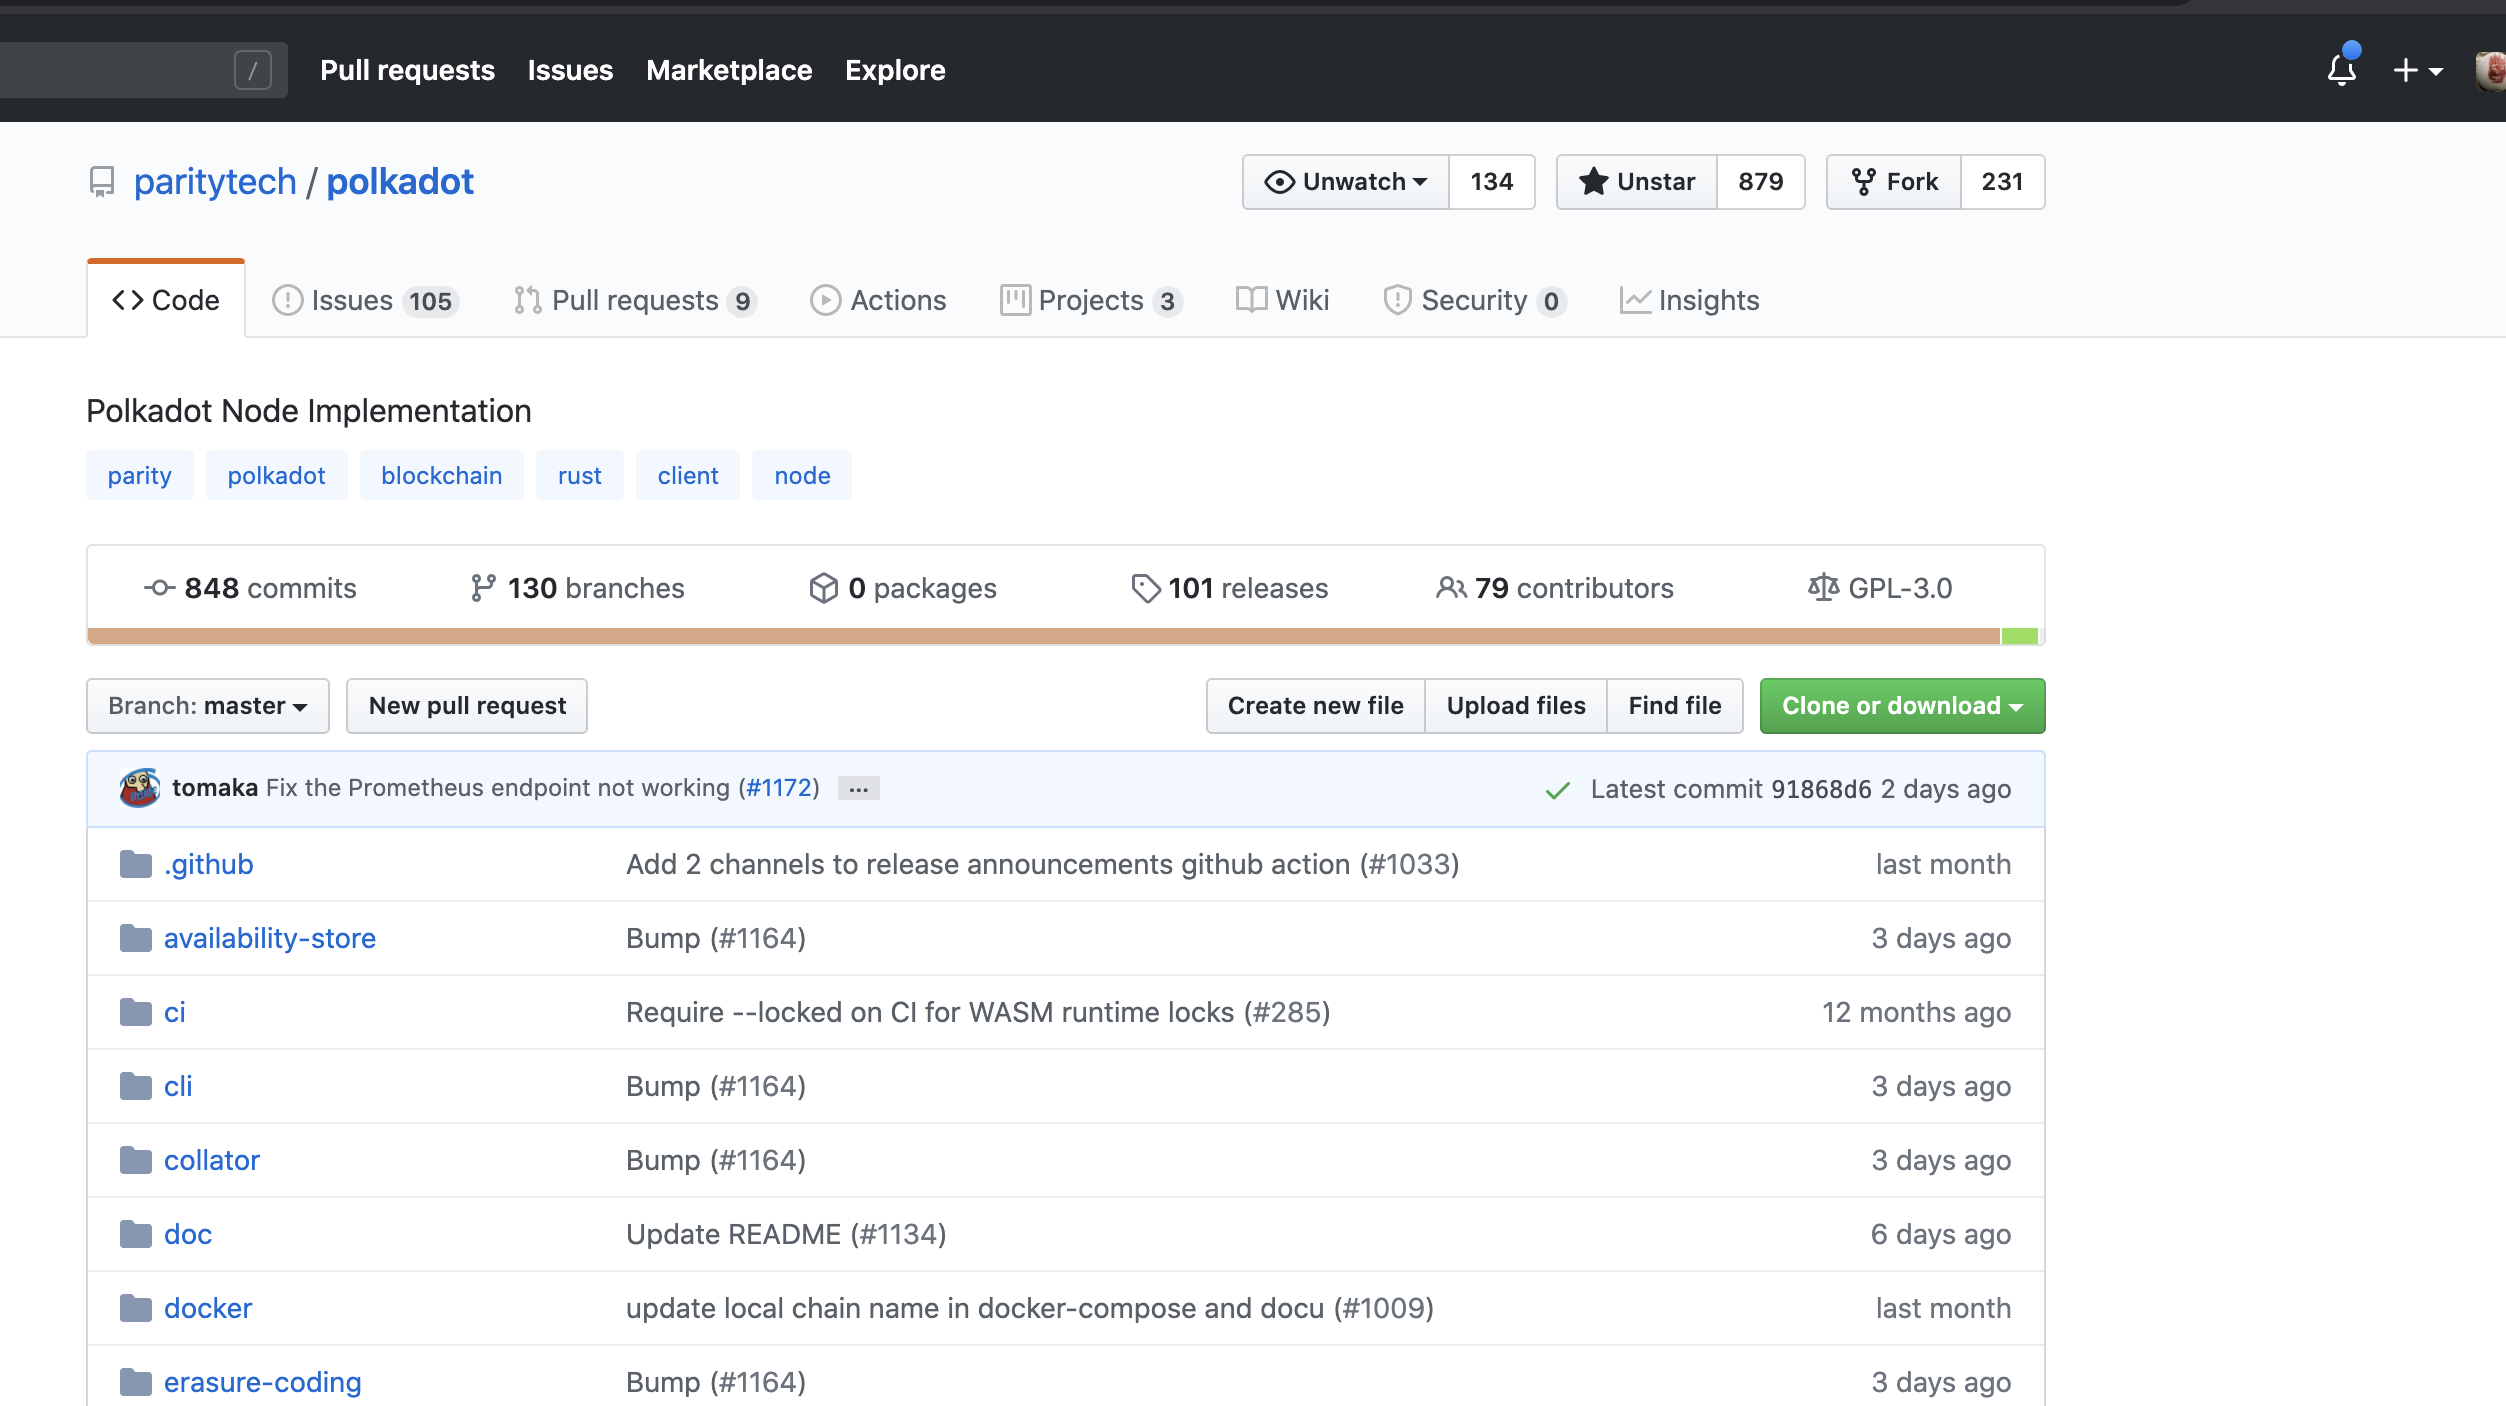 / Pull requests Issues Marketplace Explore
paritytech / polkadot Unwatch 134 Unstar 879 Fork 231
Code Issues 105 Pull requests 9 Actions Projects 3 Wiki Security 0 Insights
Polkadot Node Implementation
parity polkadot blockchain rust client node
848 commits 130 branches 0 packages 101 releases 79 contributors GPL-3.0
Branch: master New pull request Create new file Upload files Find file Clone or download
tomaka Fix the Prometheus endpoint not working (#1172) ... Latest commit 91868d6 2 days ago
.github Add 2 channels to release announcements github action (#1033) last month
availability-store Bump (#1164) 3 days ago
ci Require --locked on CI for WASM runtime locks (#285) 12 months ago
cli Bump (#1164) 3 days ago
collator Bump (#1164) 3 days ago
doc Update README (#1134) 6 days ago
docker update local chain name in docker-compose and docu (#1009) last month
erasure-coding Bump (#1164) 3 days ago